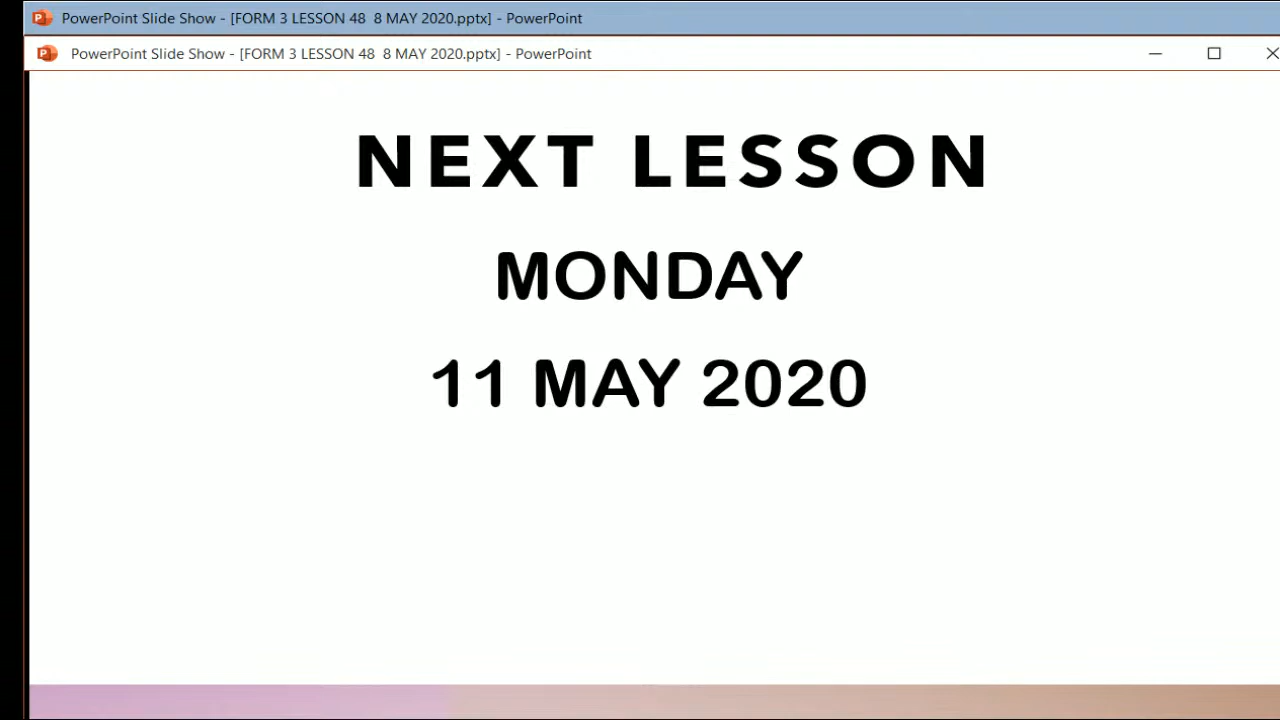 PowerPoint Slide Show - [FORM 3 LESSON 48  8 MAY 2020.pptx] - PowerPoint
PowerPoint Slide Show - [FORM 3 LESSON 48  8 MAY 2020.pptx] - PowerPoint
NEXT LESSON
MONDAY
11 MAY 2020